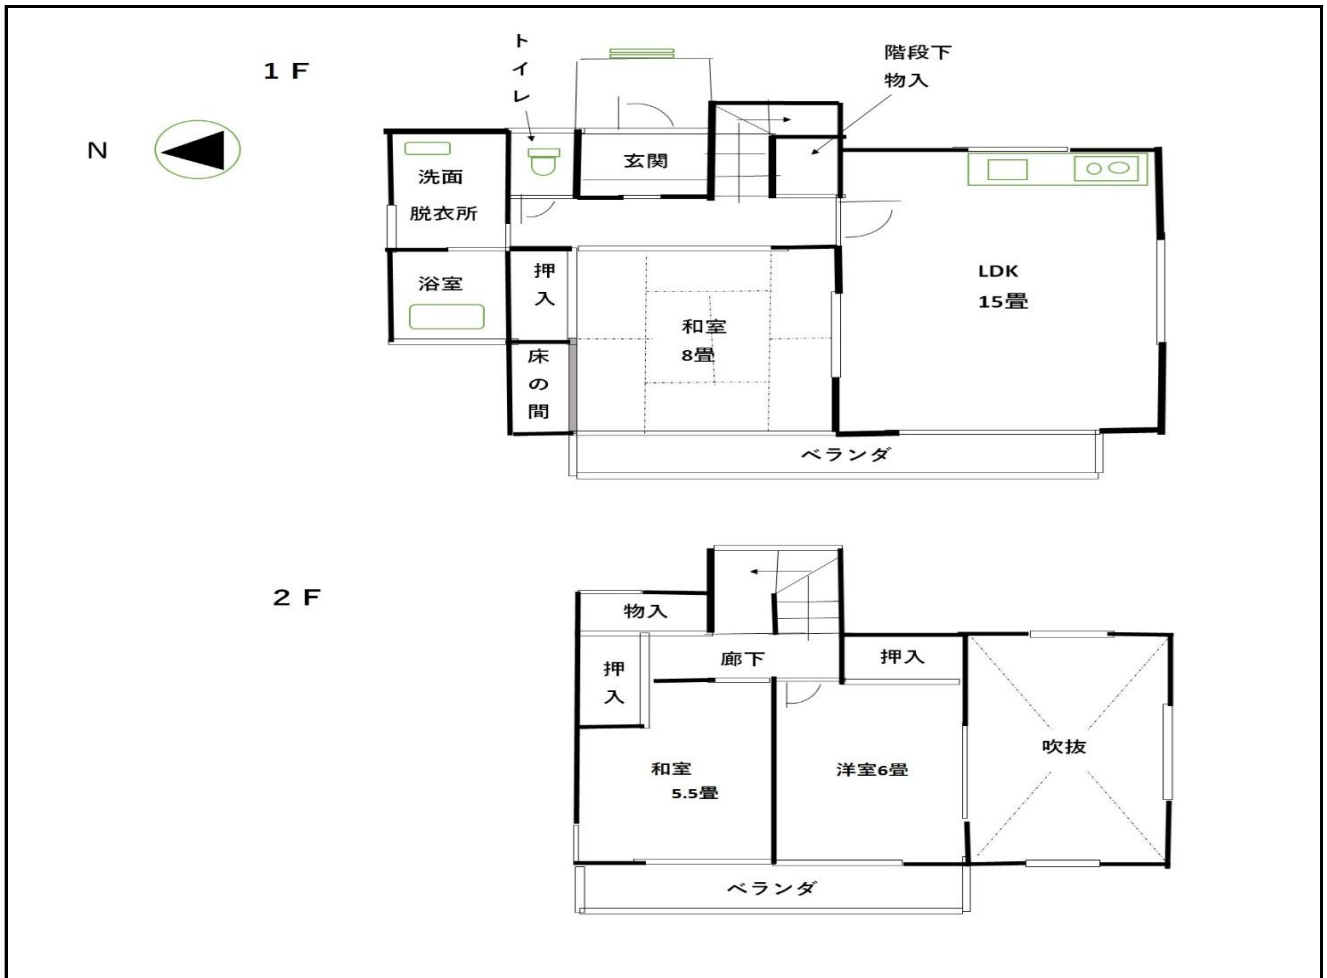 1 F
N
トイレ
階段下
物入
洗面
脱衣所
玄関
浴室
押入
床の間
和室
8畳
LDK
15畳
ベランダ
2 F
物入
押入
廊下
押入
和室
5.5畳
洋室6畳
吹抜
ベランダ